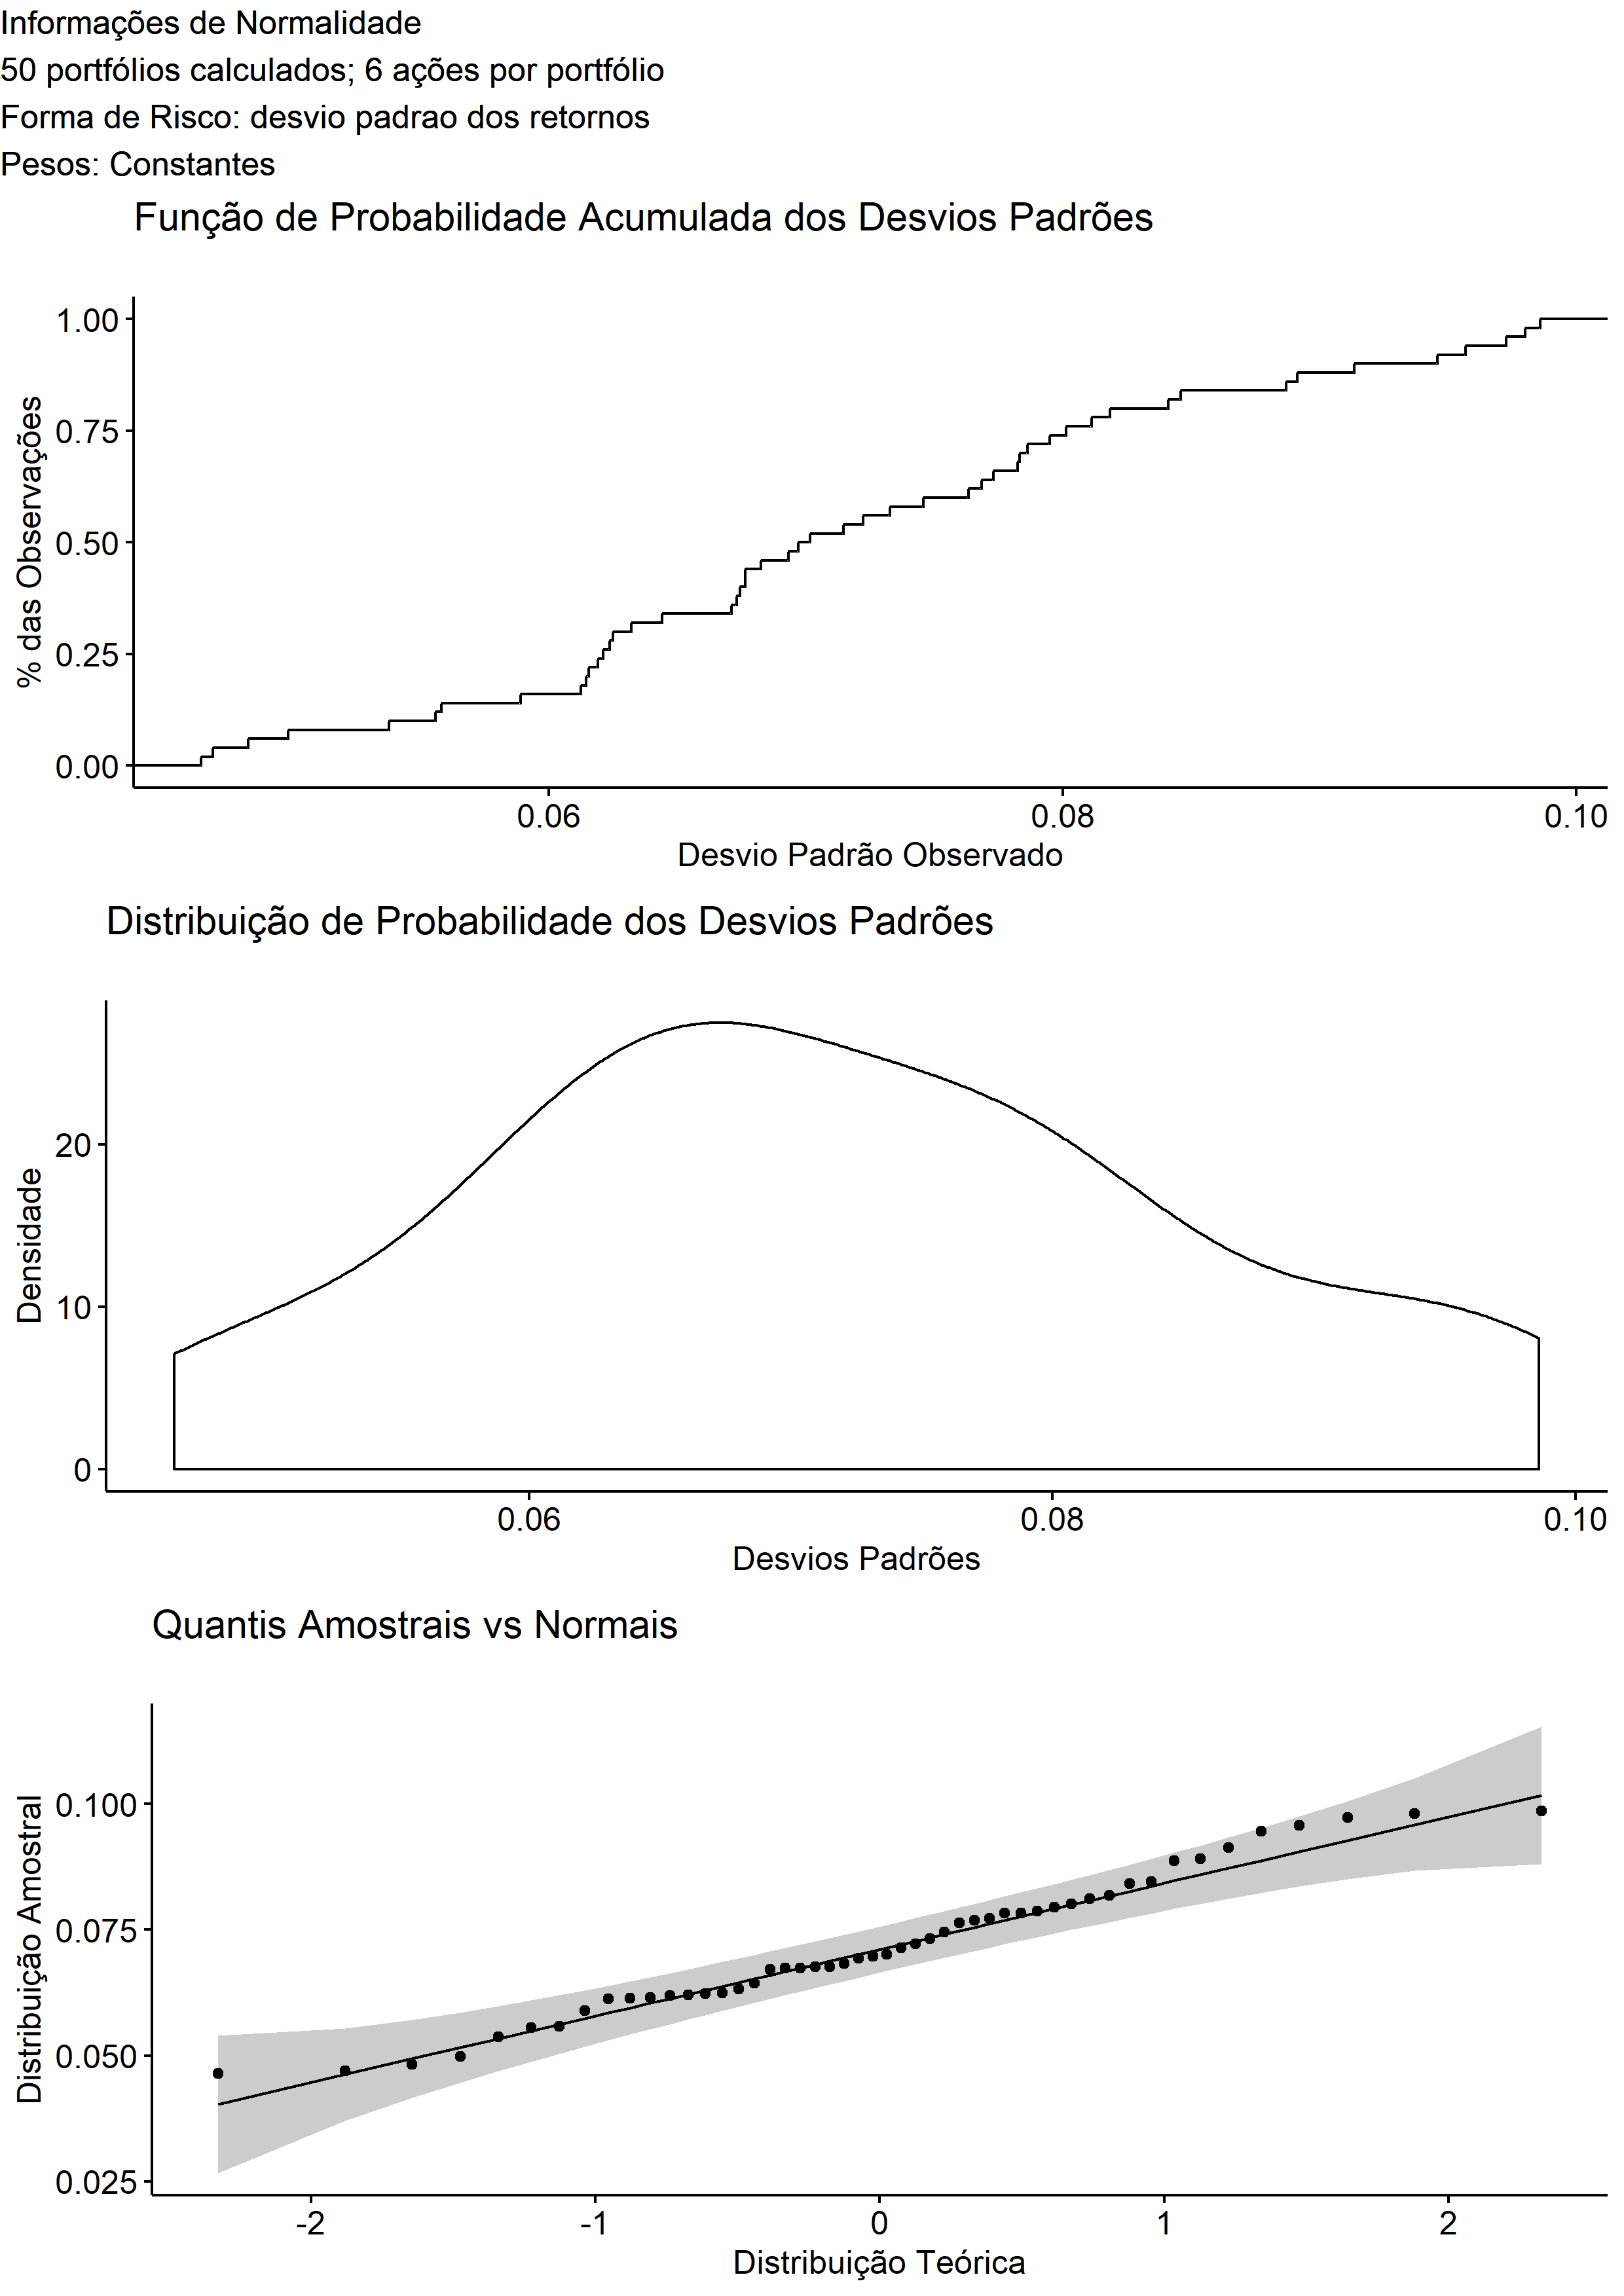 Informações de Normalidade
50 portfólios calculados; 6 ações por portfólio
Forma de Risco: desvio padrao dos retornos
Pesos: Constantes
Função de Probabilidade Acumulada dos Desvios Padrões
% das Observações
1.00
0.75
0.50
0.25
0.00
0.06
0.08
0.10
Desvio Padrão Observado
Distribuição de Probabilidade dos Desvios Padrões
Densidade
20
10
0
0.06
0.08
0.10
Desvios Padrões
Quantis Amostrais vs Normais
Distribuição Amostral
0.100
0.075
0.050
0.025
-2
-1
0
1
2
Distribuição Teórica